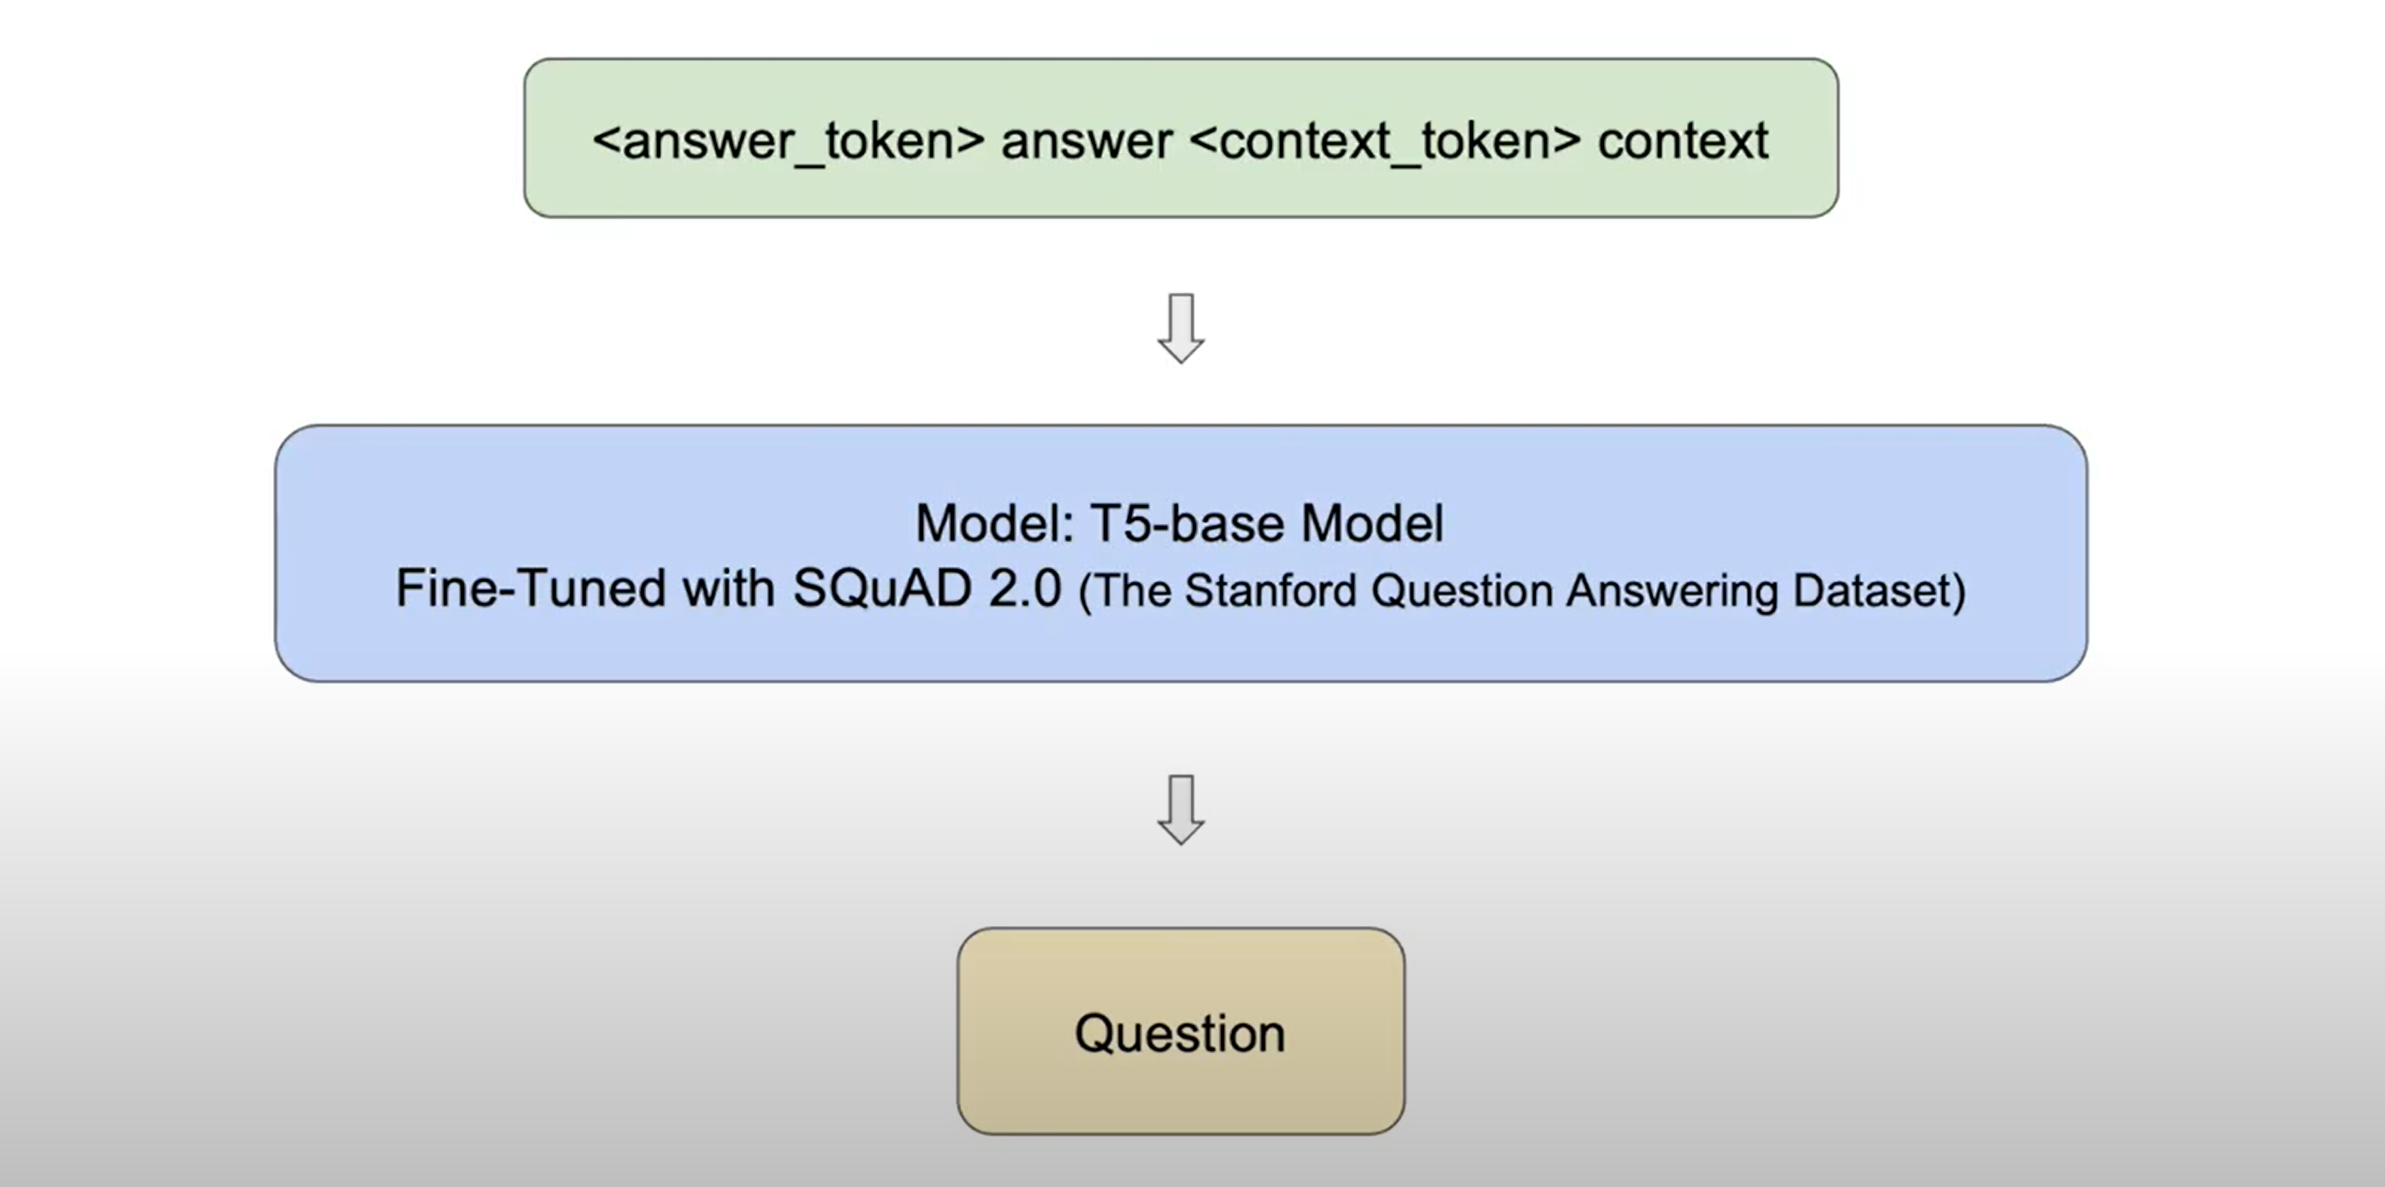 <answer_token> answer <context_token> context
Model: T5-base Model
Fine-Tuned with SQuAD 2.0 (The Stanford Question Answering Dataset)
Question